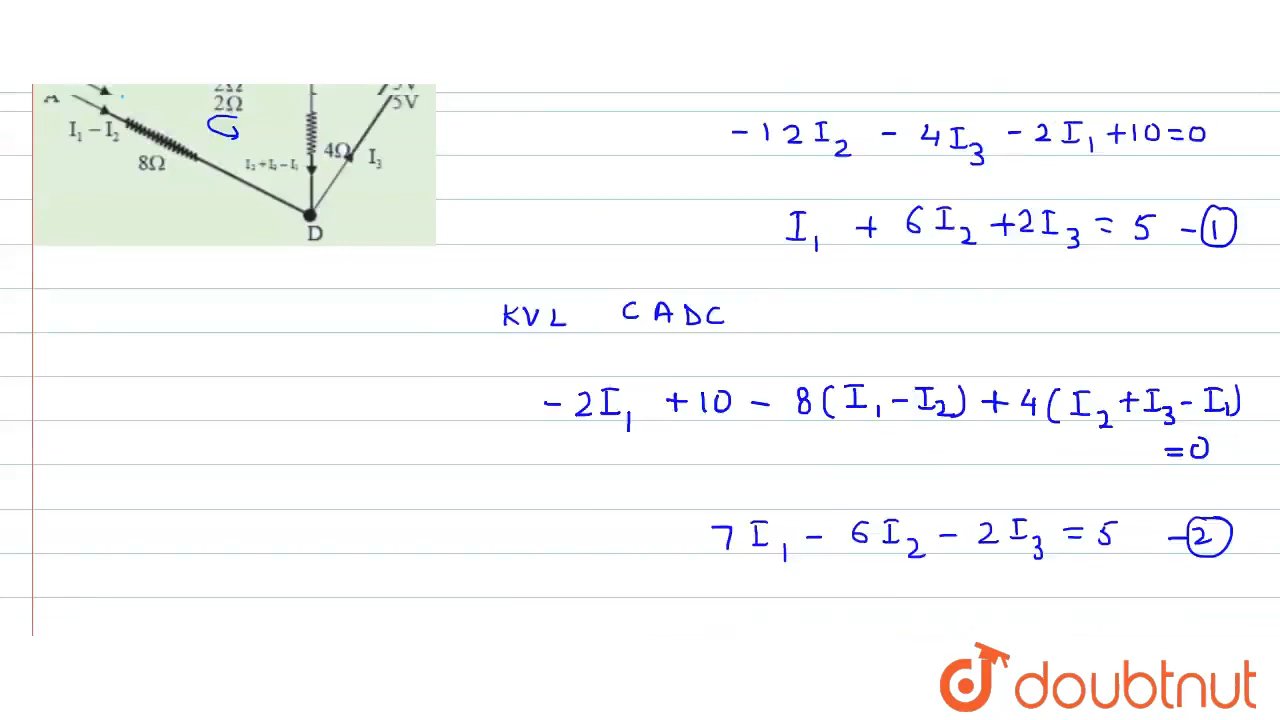 2Ω
A
5V
I₁ − I₂
8Ω
I₂ + I₃ − I₁
4Ω
I₃
D
-12I₂ - 4I₃ - 2I₁ + 10 = 0
I₁ + 6I₂ + 2I₃ = 5 - ①
KVL CADC
-2I₁ + 10 - 8(I₁ - I₂) + 4(I₂ + I₃ - I₁)
= 0
7I₁ - 6I₂ - 2I₃ = 5 - ②
doubtnut